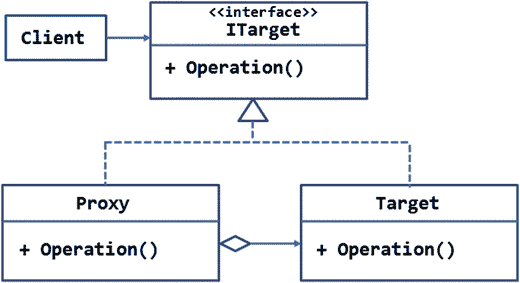 <<interface>>
Client
ITarget
+ Operation()
Proxy
Target
+ Operation()
+ Operation()